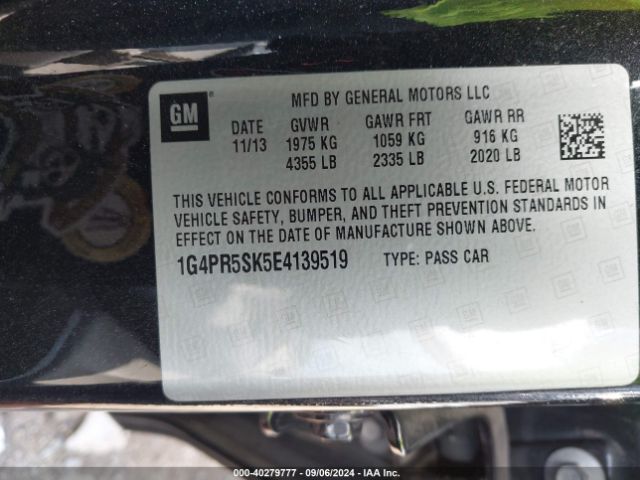 GM
MFD BY GENERAL MOTORS LLC
DATE GVWR GAWR FRT GAWR RR
11/13 1975 KG 1059 KG 916 KG
4355 LB 2335 LB 2020 LB
THIS VEHICLE CONFORMS TO ALL APPLICABLE U.S. FEDERAL MOTOR
VEHICLE SAFETY, BUMPER, AND THEFT PREVENTION STANDARDS IN
EFFECT ON THE DATE OF MANUFACTURE SHOWN ABOVE.
1G4PR5SK5E4139519 TYPE: PASS CAR
000-40279777 - 09/06/2024 - IAA Inc.